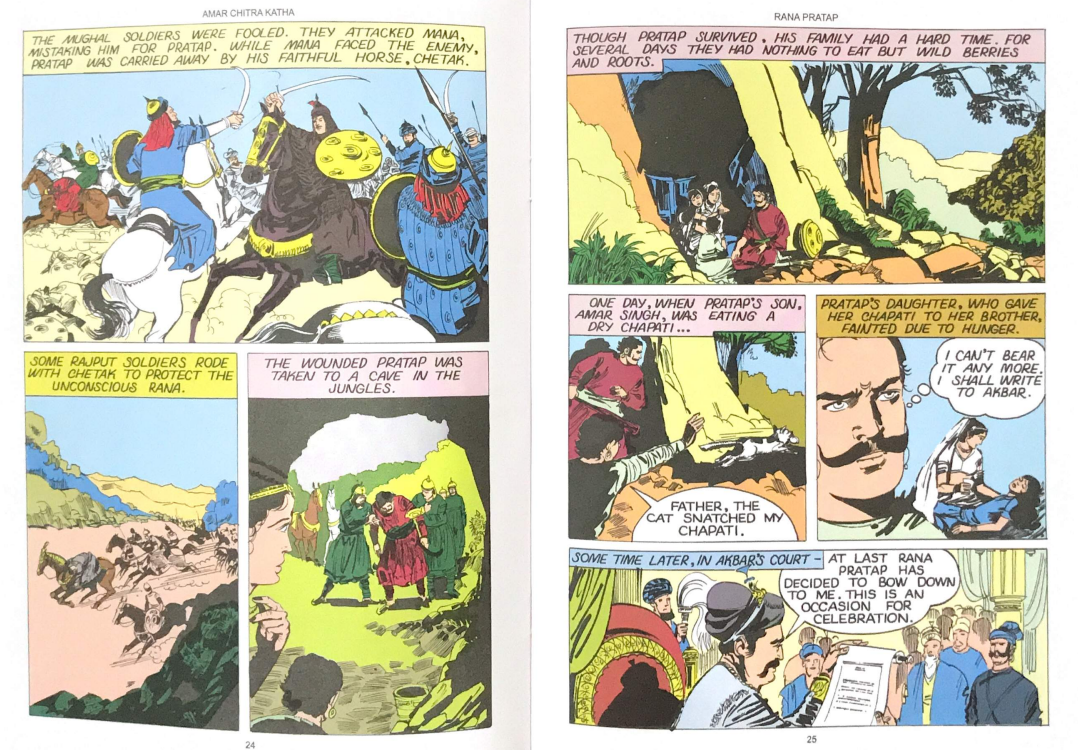 AMAR CHITRA KATHA
THE MUGHAL SOLDIERS WERE FOOLED. THEY ATTACKED MANA,
MISTAKING HIM FOR PRATAP. WHILE MANA FACED THE ENEMY,
PRATAP WAS CARRIED AWAY BY HIS FAITHFUL HORSE, CHETAK.
SOME RAJPUT SOLDIERS RODE
WITH CHETAK TO PROTECT THE
UNCONSCIOUS RANA.
THE WOUNDED PRATAP WAS
TAKEN TO A CAVE IN THE
JUNGLES.
24
RANA PRATAP
THOUGH PRATAP SURVIVED, HIS FAMILY HAD A HARD TIME. FOR
SEVERAL DAYS THEY HAD NOTHING TO EAT BUT WILD BERRIES
AND ROOTS.
ONE DAY, WHEN PRATAP'S SON,
AMAR SINGH, WAS EATING A
DRY CHAPATI...
FATHER, THE
CAT SNATCHED MY
CHAPATI.
PRATAP'S DAUGHTER, WHO GAVE
HER CHAPATI TO HER BROTHER,
FAINTED DUE TO HUNGER.
I CAN'T BEAR
IT ANY MORE.
I SHALL WRITE
TO AKBAR.
SOME TIME LATER, IN AKBAR'S COURT -
AT LAST RANA
PRATAP HAS
DECIDED TO BOW DOWN
TO ME. THIS IS AN
OCCASION FOR
CELEBRATION.
25